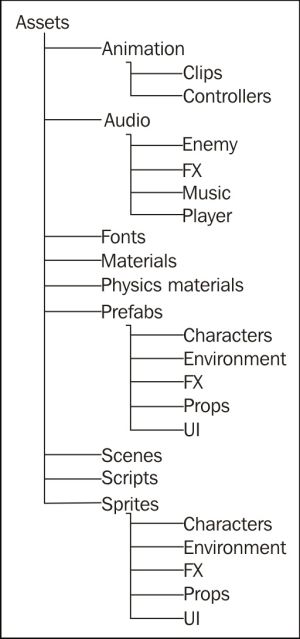 Assets
Animation
Clips
Controllers
Audio
Enemy
FX
Music
Player
Fonts
Materials
Physics materials
Prefabs
Characters
Environment
FX
Props
UI
Scenes
Scripts
Sprites
Characters
Environment
FX
Props
UI